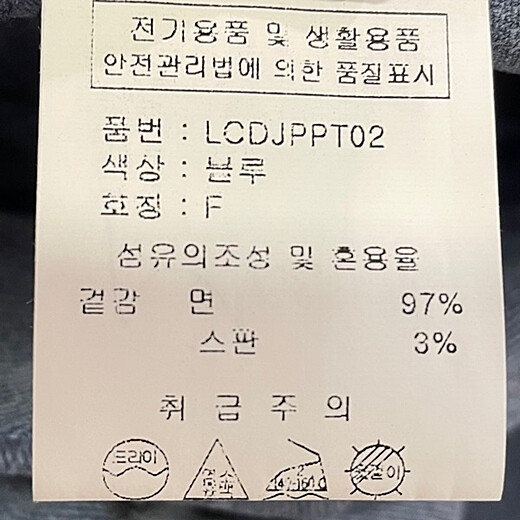 전기용품 및 생활용품
안전관리법에 의한 품질표시
품번 : LCDJPPT02
색상 : 블루
호칭 : F
섬유의조성 및 혼용율
겉감 면 97%
스판 3%
취 급 주 의
드라이